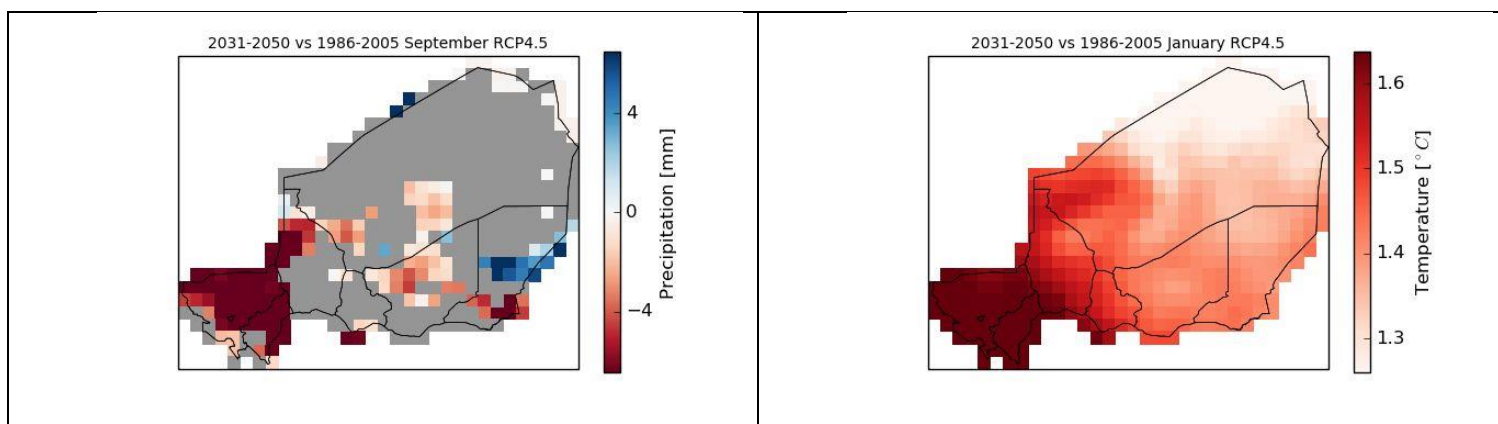 2031-2050 vs 1986-2005 September RCP4.5
4
0
−4
Precipitation [mm]
2031-2050 vs 1986-2005 January RCP4.5
1.6
1.5
1.4
1.3
Temperature [°C]